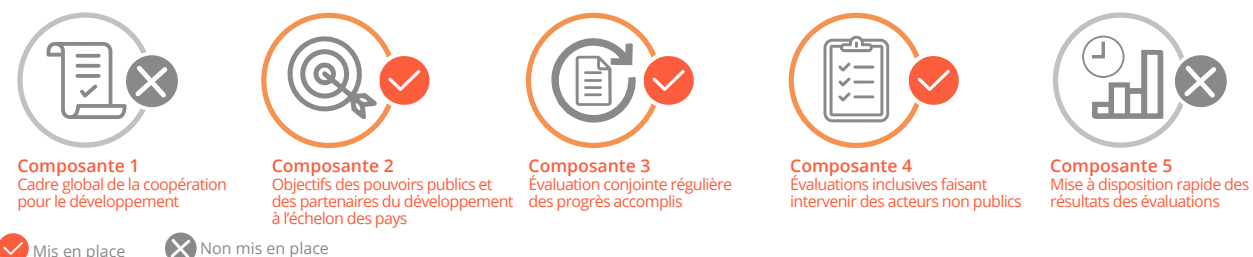 Composante 1
Cadre global de la coopération
pour le développement
Composante 2
Objectifs des pouvoirs publics et
des partenaires du développement
à l'échelon des pays
Composante 3
Évaluation conjointe régulière
des progrès accomplis
Composante 4
Évaluations inclusives faisant
intervenir des acteurs non publics
Composante 5
Mise à disposition rapide des
résultats des évaluations
Mis en place
Non mis en place